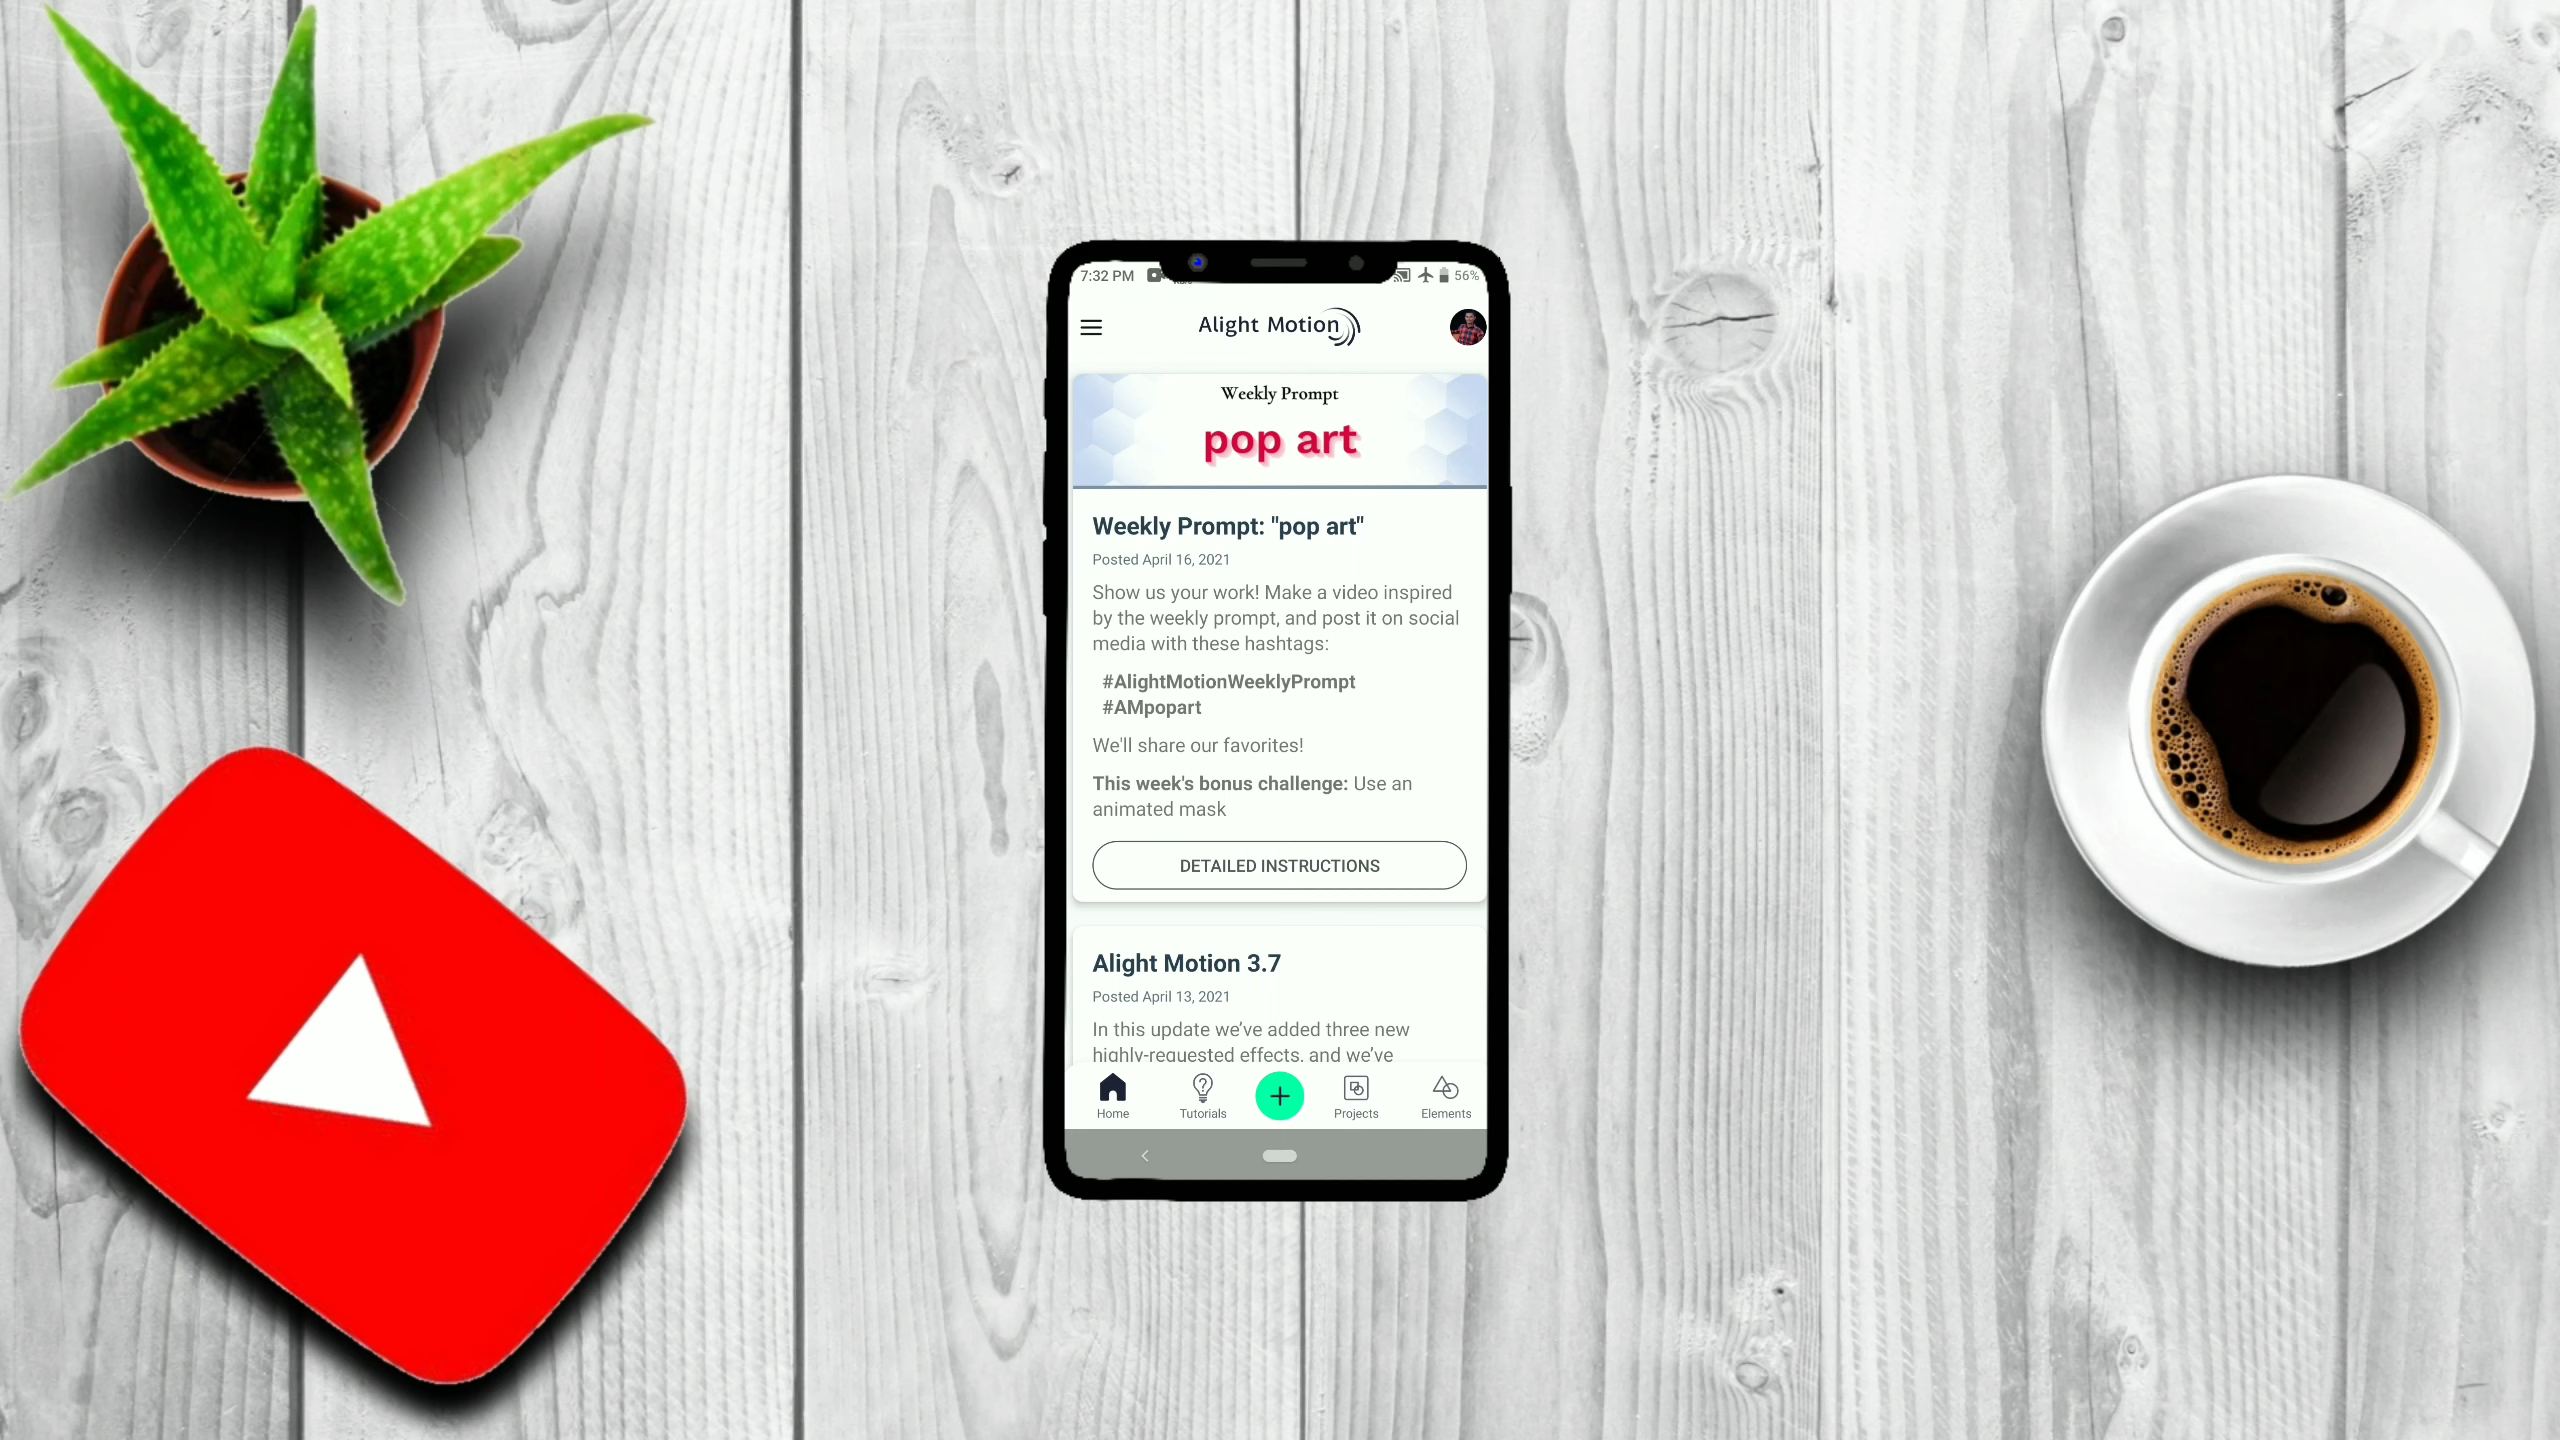 7:32 PM
56%
Alight Motion
Weekly Prompt
pop art
Weekly Prompt: "pop art"
Posted April 16, 2021
Show us your work! Make a video inspired
by the weekly prompt, and post it on social
media with these hashtags:
#AlightMotionWeeklyPrompt
#AMpopart
We'll share our favorites!
This week's bonus challenge: Use an
animated mask
DETAILED INSTRUCTIONS
Alight Motion 3.7
Posted April 13, 2021
In this update we’ve added three new
highly-requested effects, and we’ve
Home
Tutorials
Projects
Elements